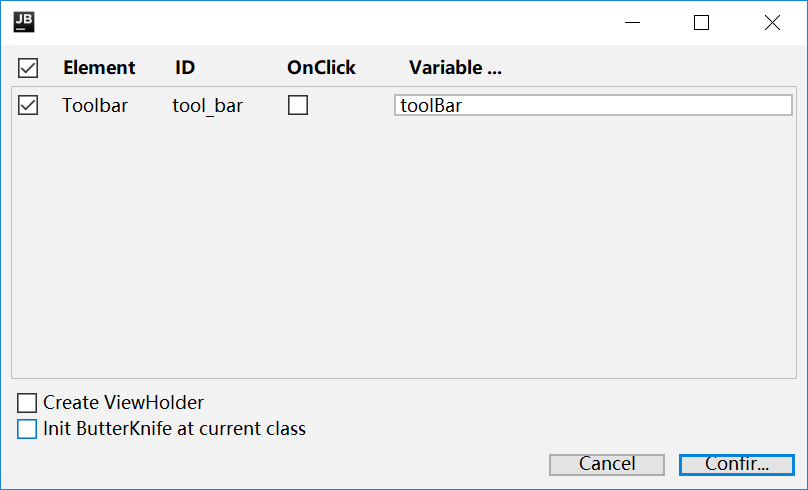 JB
Element ID OnClick Variable ...
Toolbar tool_bar toolBar
Create ViewHolder
Init ButterKnife at current class
Cancel Confir...